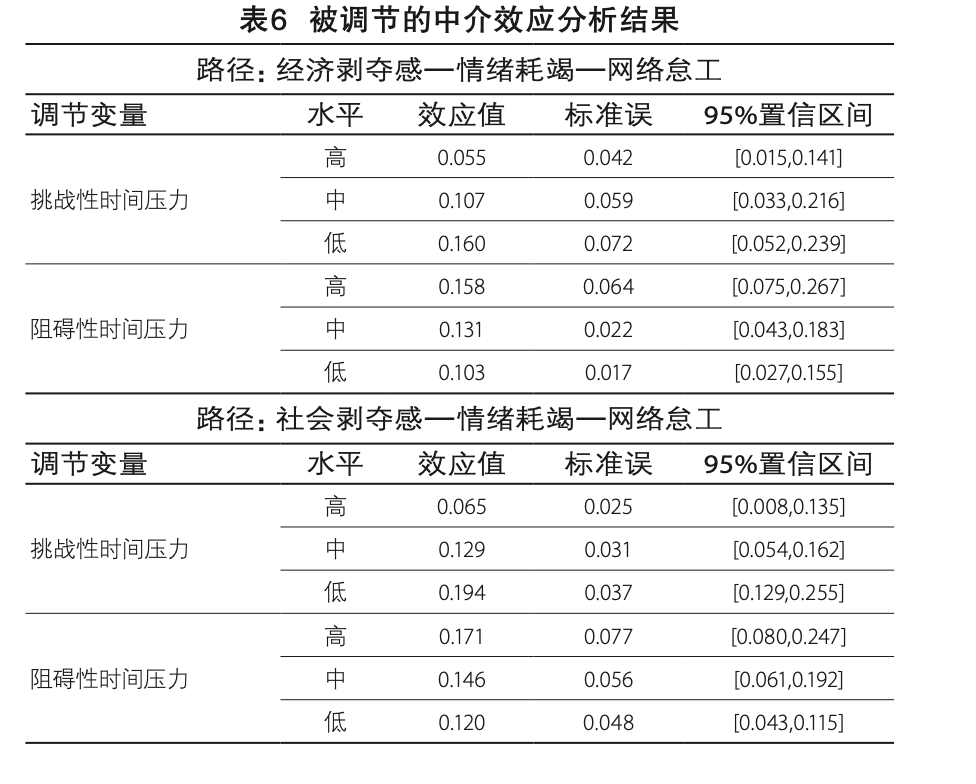 表6 被调节的中介效应分析结果
路径：经济剥夺感—情绪耗竭—网络怠工
调节变量 水平 效应值 标准误 95%置信区间
高 0.055 0.042 [0.015,0.141]
挑战性时间压力 中 0.107 0.059 [0.033,0.216]
低 0.160 0.072 [0.052,0.239]
高 0.158 0.064 [0.075,0.267]
阻碍性时间压力 中 0.131 0.022 [0.043,0.183]
低 0.103 0.017 [0.027,0.155]
路径：社会剥夺感—情绪耗竭—网络怠工
调节变量 水平 效应值 标准误 95%置信区间
高 0.065 0.025 [0.008,0.135]
挑战性时间压力 中 0.129 0.031 [0.054,0.162]
低 0.194 0.037 [0.129,0.255]
高 0.171 0.077 [0.080,0.247]
阻碍性时间压力 中 0.146 0.056 [0.061,0.192]
低 0.120 0.048 [0.043,0.115]